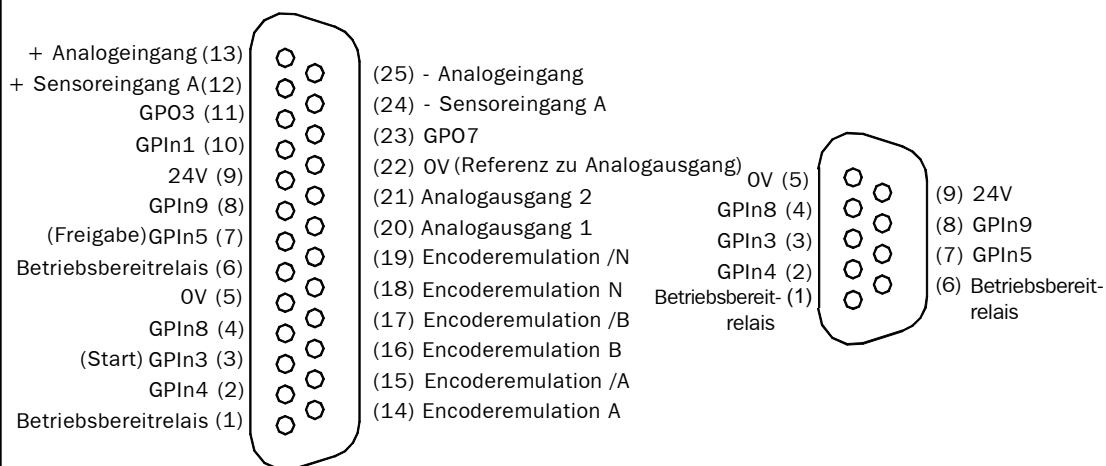 + Analogeingang (13)
+ Sensoreingang A(12)
GPO3 (11)
GPIn1 (10)
24V (9)
GPIn9 (8)
(Freigabe)GPIn5 (7)
Betriebsbereitrelais (6)
0V (5)
GPIn8 (4)
(Start) GPIn3 (3)
GPIn4 (2)
Betriebsbereitrelais (1)
(25) - Analogeingang
(24) - Sensoreingang A
(23) GPO7
(22) 0V (Referenz zu Analogausgang)
(21) Analogausgang 2
(20) Analogausgang 1
(19) Encoderemulation /N
(18) Encoderemulation N
(17) Encoderemulation /B
(16) Encoderemulation B
(15) Encoderemulation /A
(14) Encoderemulation A
0V (5)
GPIn8 (4)
GPIn3 (3)
GPIn4 (2)
Betriebsbereit- (1)
relais
(9) 24V
(8) GPIn9
(7) GPIn5
(6) Betriebsbereit-
relais